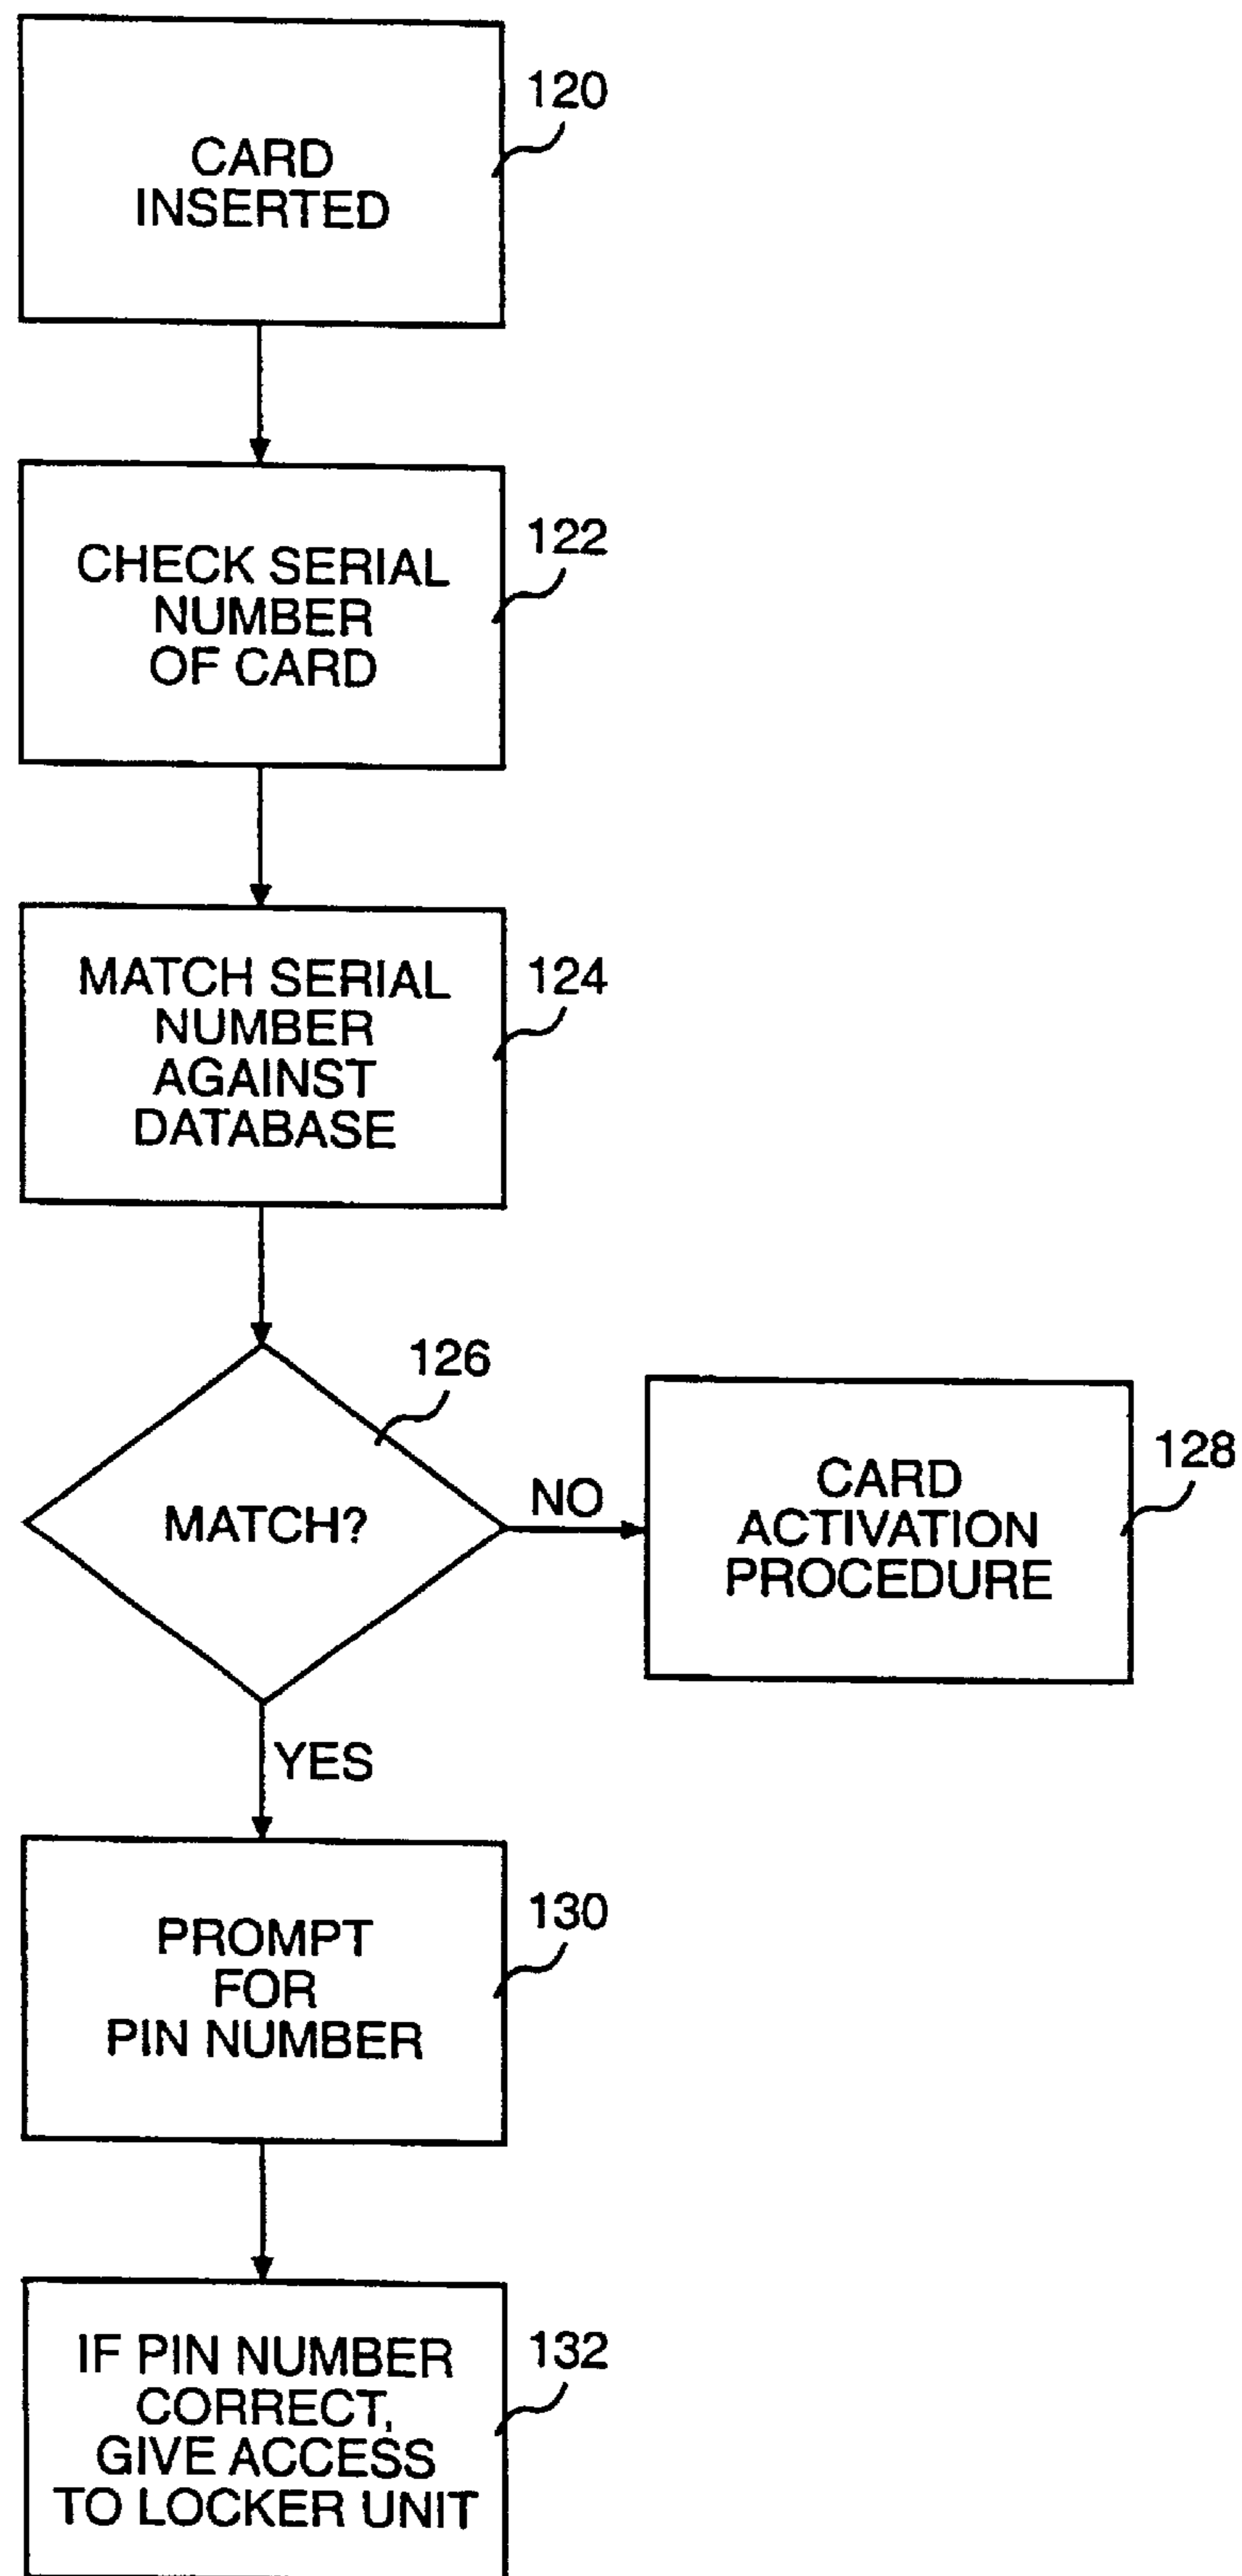 120
CARD
INSERTED
122
CHECK SERIAL
NUMBER
OF CARD
124
MATCH SERIAL
NUMBER
AGAINST
DATABASE
126
MATCH?
NO
128
CARD
ACTIVATION
PROCEDURE
YES
130
PROMPT
FOR
PIN NUMBER
132
IF PIN NUMBER
CORRECT,
GIVE ACCESS
TO LOCKER UNIT